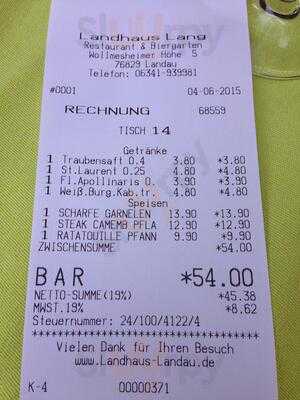 Landhaus Lang
Restaurant & Biergarten
Wollmesheimer Höhe 5
76829 Landau
Telefon: 06341-939981
#0001 04-06-2015
RECHNUNG 68559
TISCH 14
Getränke
1 Traubensaft 0.4 3.80 *3.80
1 St.Laurent 0.25 4.80 *4.80
1 Fl.Apollinaris 0. 3.90 *3.90
1 Weiß.Burg.Kab.tr. 4.80 *4.80
Speisen
1 SCHARFE GARNELEN 13.90 *13.90
1 STEAK CAMEMB PFLA 12.90 *12.90
1 RATATOUILLE PFANN 9.90 *9.90
ZWISCHENSUMME *54.00
BAR *54.00
NETTO-SUMME(19%) *45.38
MWST.19% *8.62
Steuernummer: 24/100/4122/4
************************************
Vielen Dank für Ihren Besuch
www.Landhaus-Landau.de
K-4 00000371